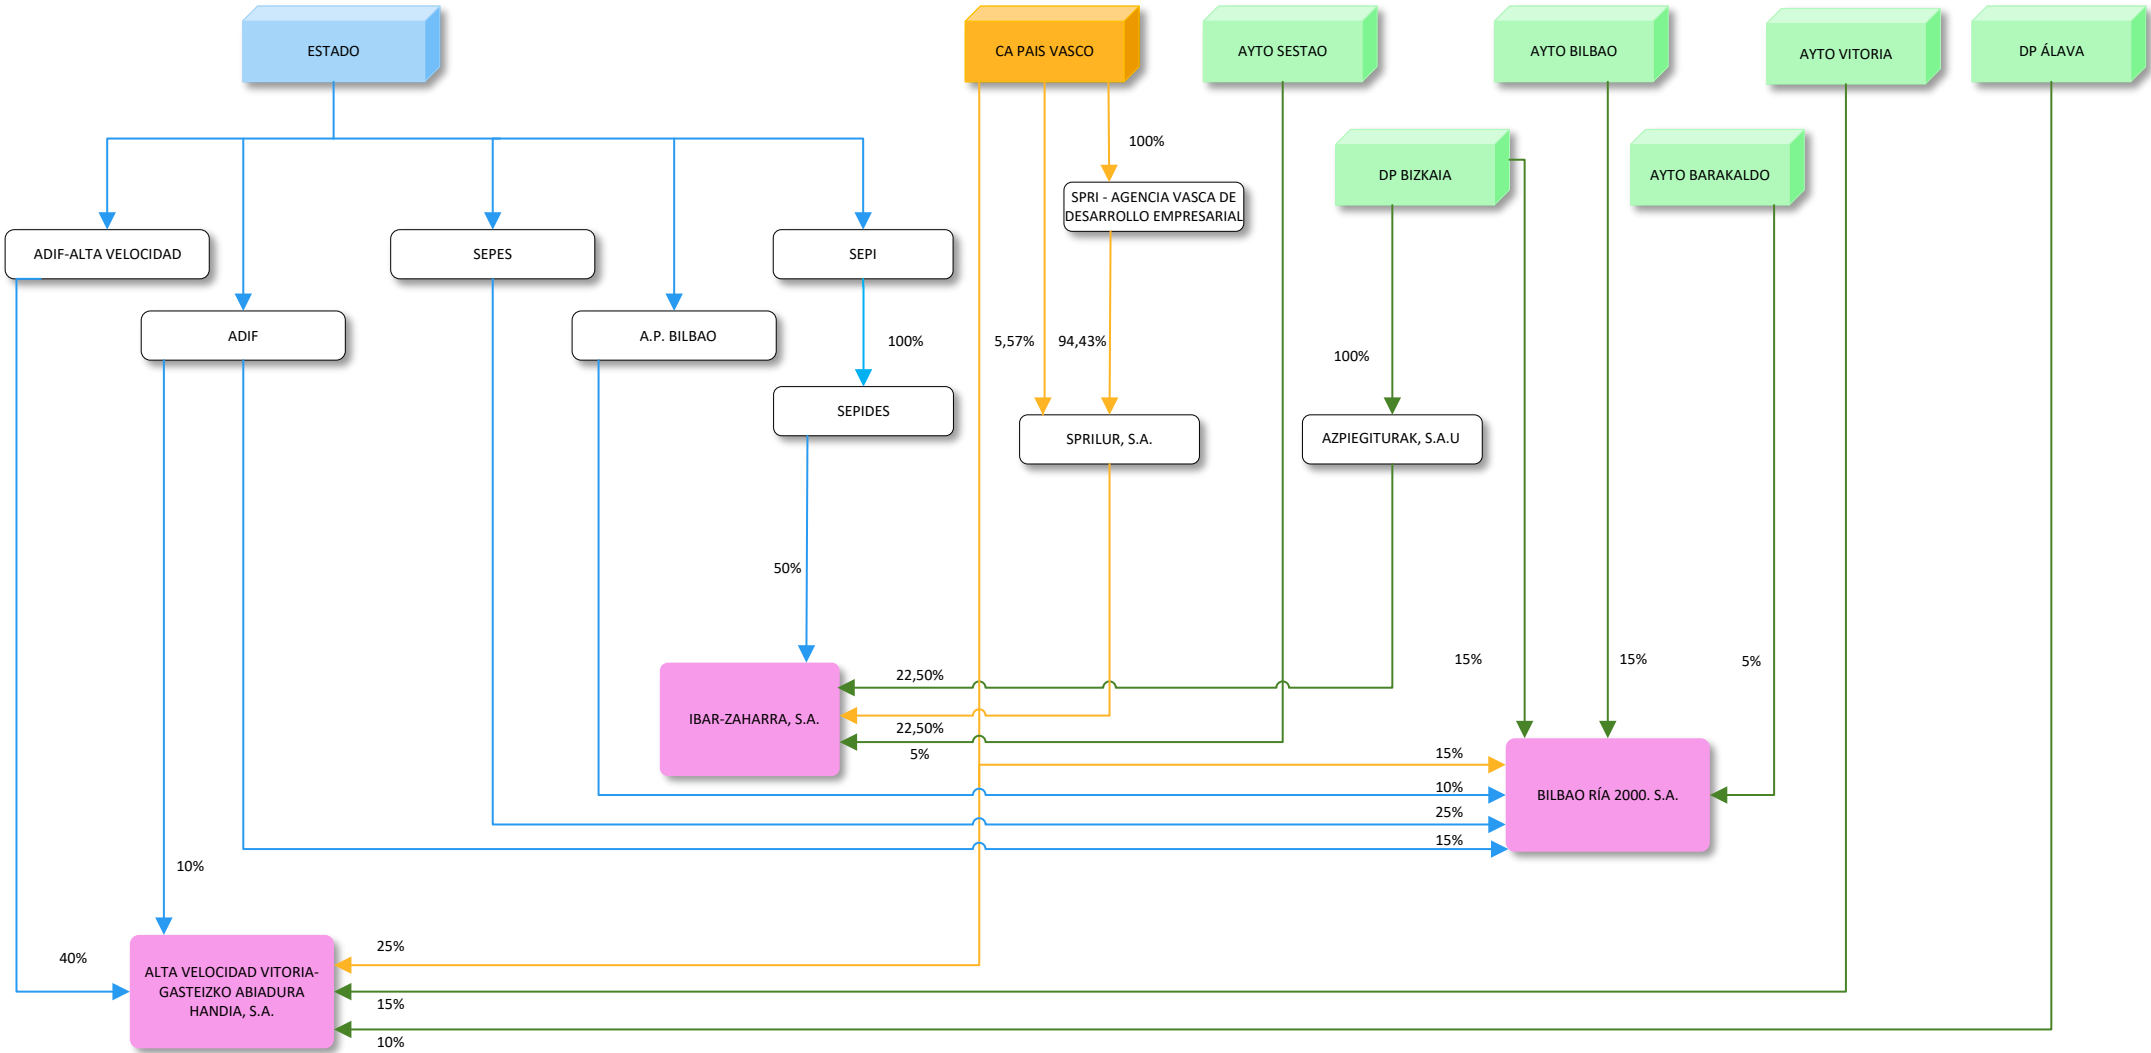 ESTADO
CA PAIS VASCO
AYTO SESTAO
AYTO BILBAO
AYTO VITORIA
DP ÁLAVA
100%
DP BIZKAIA
AYTO BARAKALDO
SPRI - AGENCIA VASCA DE
DESARROLLO EMPRESARIAL
ADIF-ALTA VELOCIDAD
SEPES
SEPI
ADIF
A.P. BILBAO
100%
5,57%
94,43%
100%
SEPIDES
SPRILUR, S.A.
AZPIEGITURAK, S.A.U
50%
15%
15%
5%
22,50%
IBAR-ZAHARRA, S.A.
22,50%
5%
15%
10%
25%
15%
BILBAO RÍA 2000. S.A.
10%
40%
25%
ALTA VELOCIDAD VITORIA-
GASTEIZKO ABIADURA
HANDIA, S.A.
15%
10%